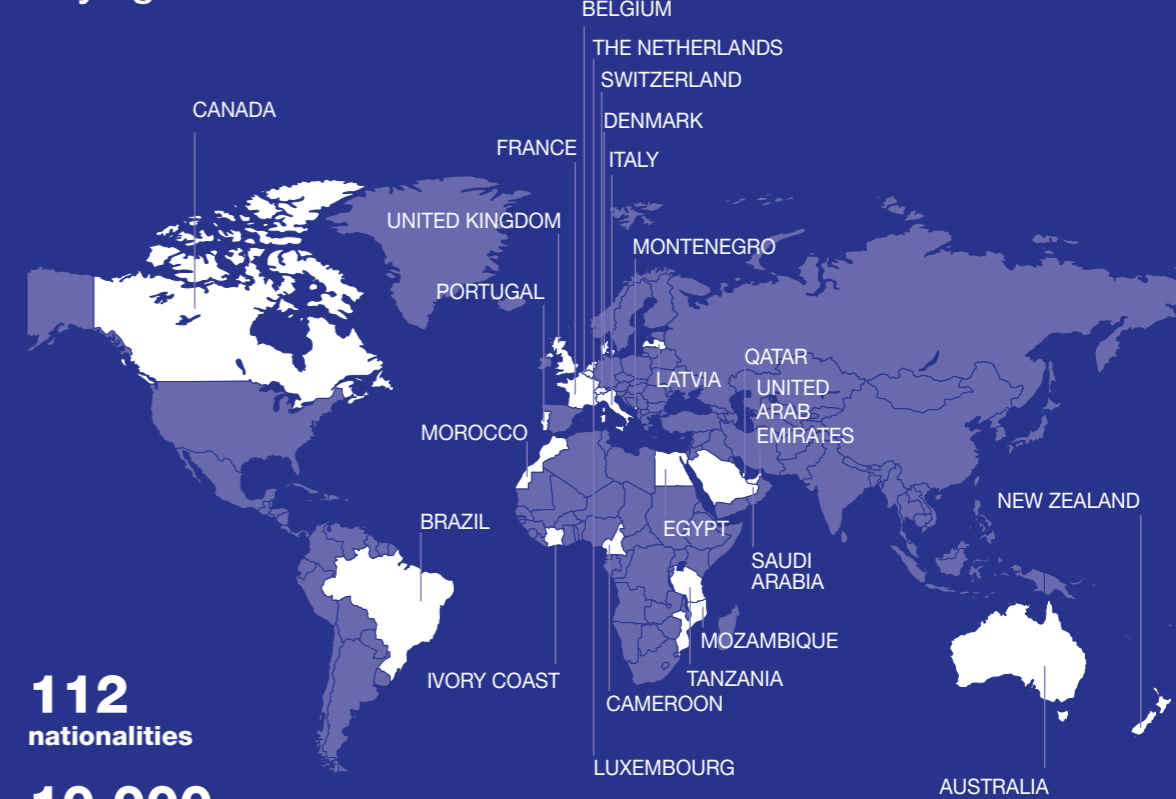 BELGIUM
THE NETHERLANDS
SWITZERLAND
CANADA
DENMARK
FRANCE
ITALY
UNITED KINGDOM
MONTENEGRO
PORTUGAL
QATAR
LATVIA
UNITED
ARAB
EMIRATES
MOROCCO
NEW ZEALAND
BRAZIL
EGYPT
SAUDI
ARABIA
MOZAMBIQUE
IVORY COAST
TANZANIA
CAMEROON
112
nationalities
LUXEMBOURG
AUSTRALIA